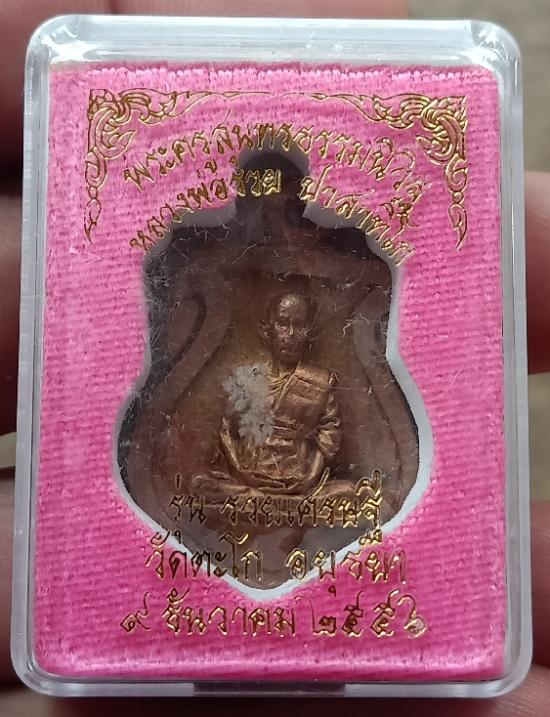 พระครูสุนทรธรรมนิวิฐ
หลวงพ่อรวย ปาสาทิโก
รุ่น รวยเศรษฐี
วัดตะโก อยุธยา
๙ ธันวาคม ๒๕๕๖